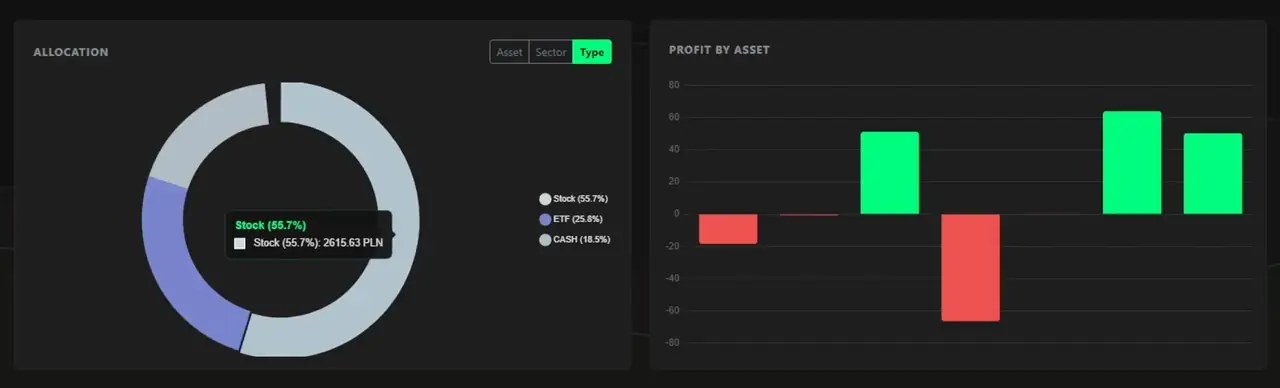 ALLOCATION
Asset Sector Type
Stock (55.7%)
Stock (55.7%): 2615.63 PLN
Stock (55.7%)
ETF (25.8%)
CASH (18.5%)
PROFIT BY ASSET
80
60
40
20
0
-20
-40
-60
-80